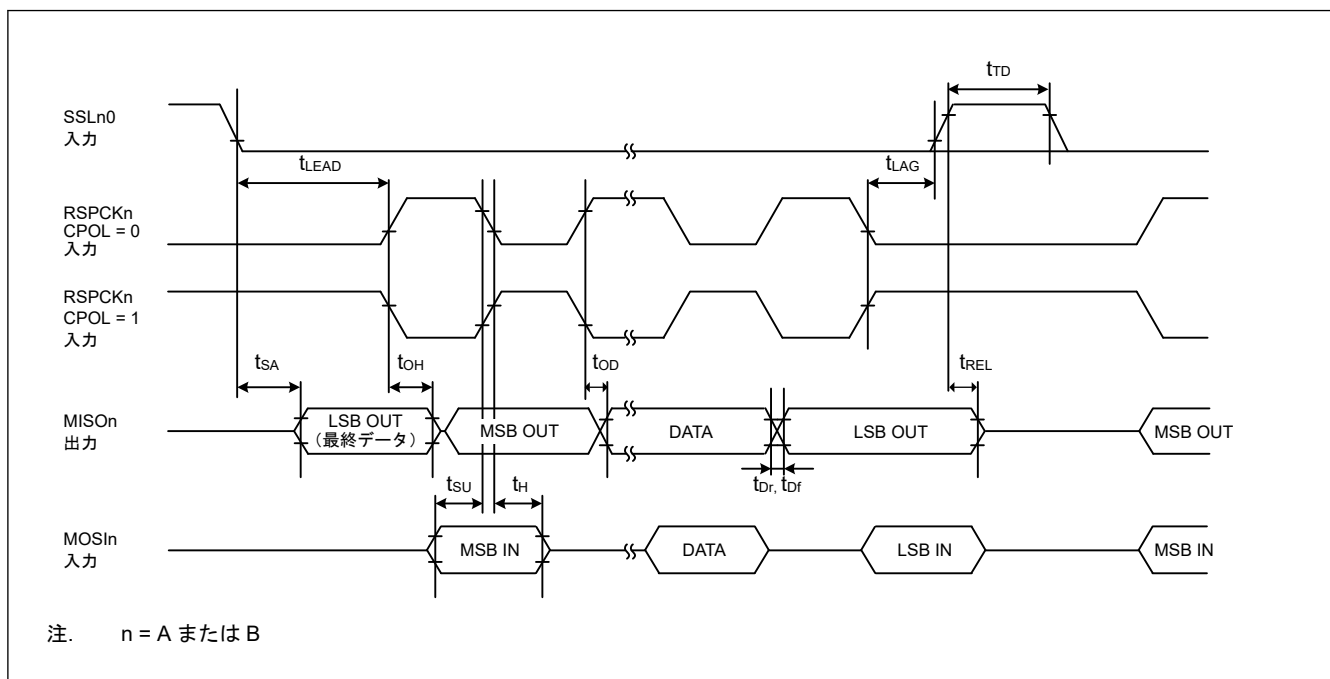 tTD
SSLn0
入力
tLEAD
tLAG
RSPCKn
CPOL = 0
入力
RSPCKn
CPOL = 1
入力
tSA
tOH
tOD
tREL
MISOn
出力
LSB OUT
(最終データ)
MSB OUT
DATA
LSB OUT
MSB OUT
tSU
tH
tDr, tDf
MOSIn
入力
MSB IN
DATA
LSB IN
MSB IN
注. n = A または B